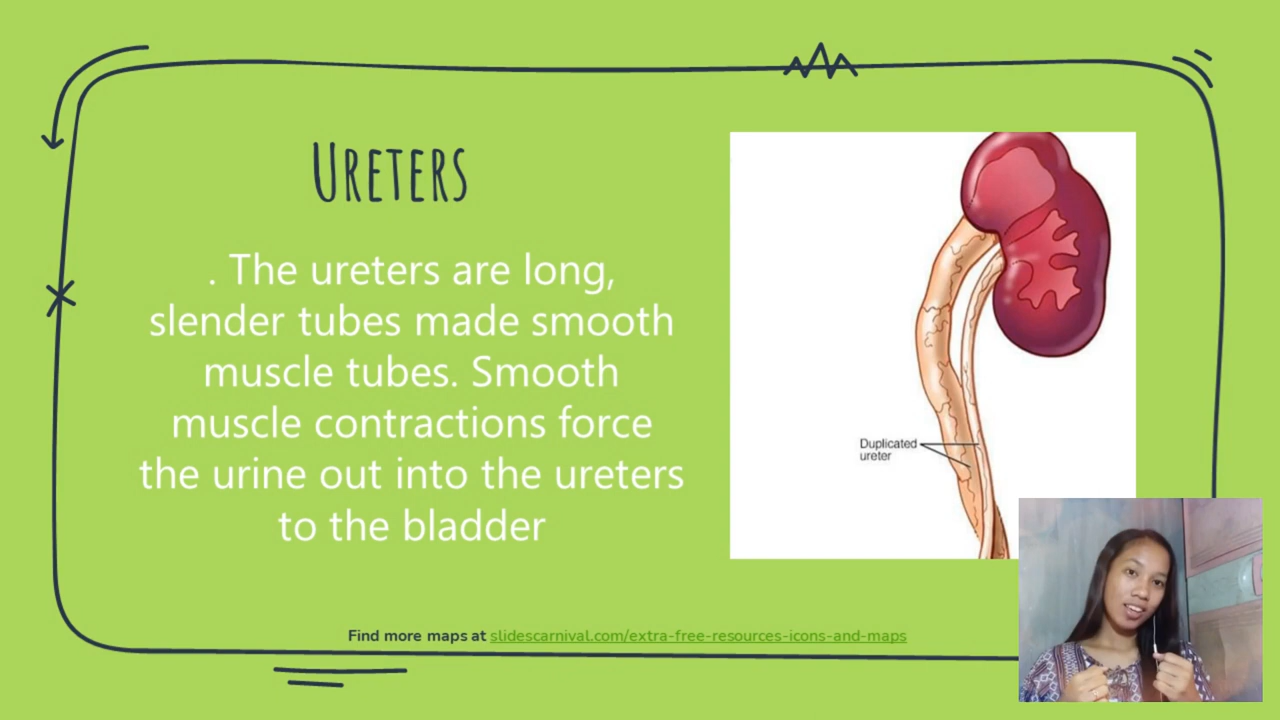 URETERS
. The ureters are long,
slender tubes made smooth
muscle tubes. Smooth
muscle contractions force
the urine out into the ureters
to the bladder
Duplicated
ureter
Find more maps at slidescarnival.com/extra-free-resources-icons-and-maps